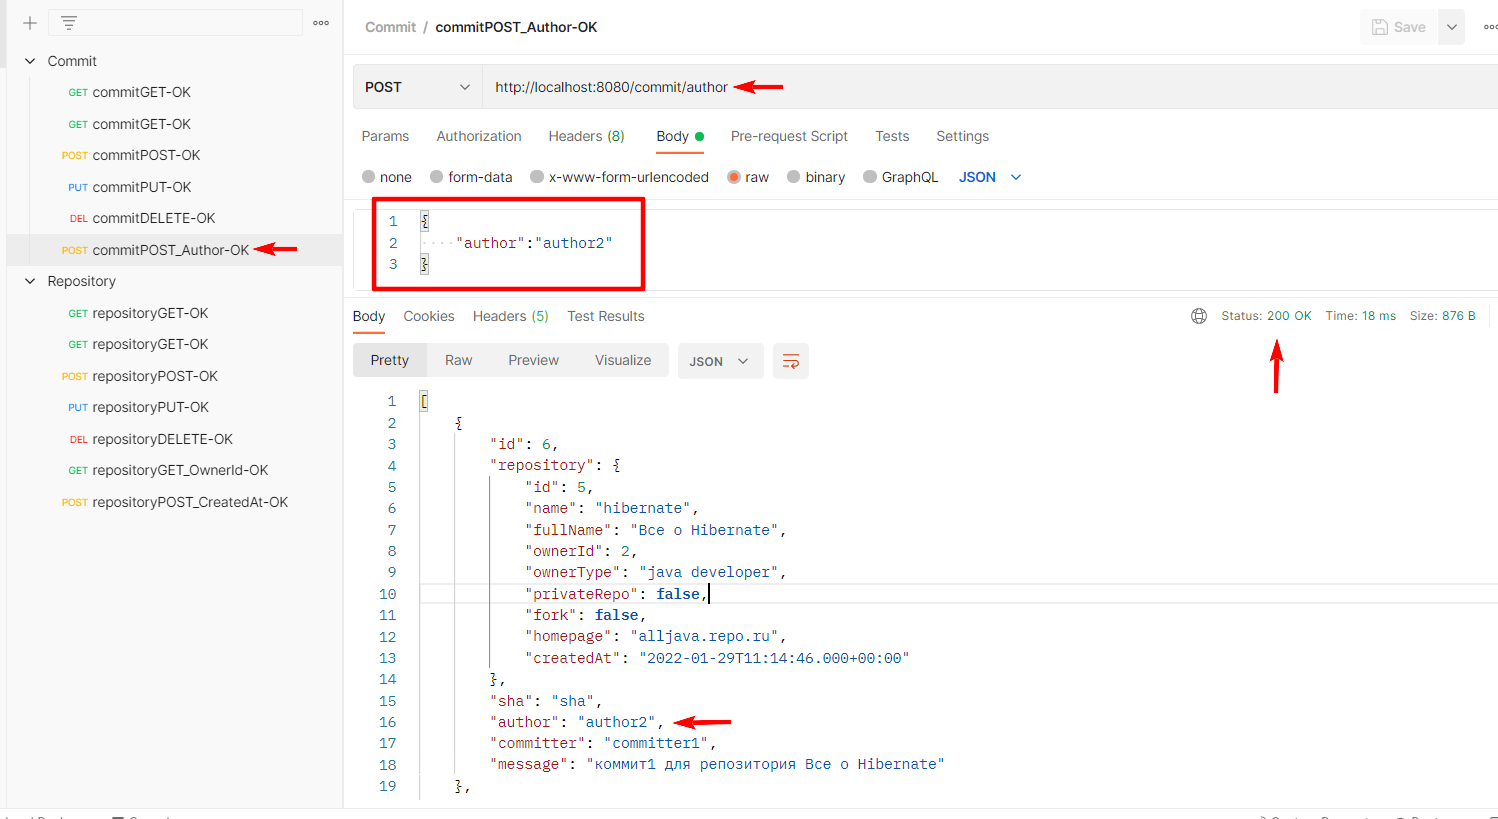 Commit
GET commitGET-OK
GET commitGET-OK
POST commitPOST-OK
PUT commitPUT-OK
DEL commitDELETE-OK
POST commitPOST_Author-OK
Repository
GET repositoryGET-OK
GET repositoryGET-OK
POST repositoryPOST-OK
PUT repositoryPUT-OK
DEL repositoryDELETE-OK
GET repositoryGET_OwnerId-OK
POST repositoryPOST_CreatedAt-OK
Commit / commitPOST_Author-OK
Save
POST http://localhost:8080/commit/author
Params Authorization Headers (8) Body Pre-request Script Tests Settings
none form-data x-www-form-urlencoded raw binary GraphQL JSON
1 {
2 "author":"author2"
3 }
Body Cookies Headers (5) Test Results Status: 200 OK Time: 18 ms Size: 876 B
Pretty Raw Preview Visualize JSON
1 [
2 {
3 "id": 6,
4 "repository": {
5 "id": 5,
6 "name": "hibernate",
7 "fullName": "Все о Hibernate",
8 "ownerId": 2,
9 "ownerType": "java developer",
10 "privateRepo": false,
11 "fork": false,
12 "homepage": "alljava.repo.ru",
13 "createdAt": "2022-01-29T11:14:46.000+00:00"
14 },
15 "sha": "sha",
16 "author": "author2",
17 "committer": "committer1",
18 "message": "коммит1 для репозитория Все о Hibernate"
19 },